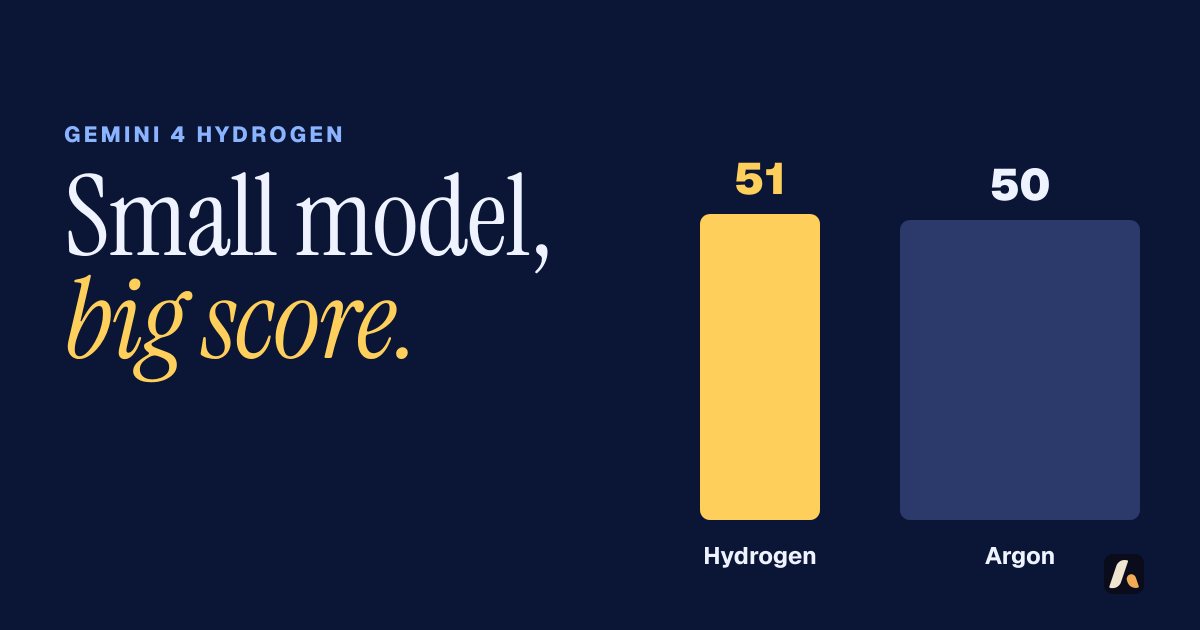 GEMINI 4 HYDROGEN
Small model,
big score.
51
50
Hydrogen
Argon